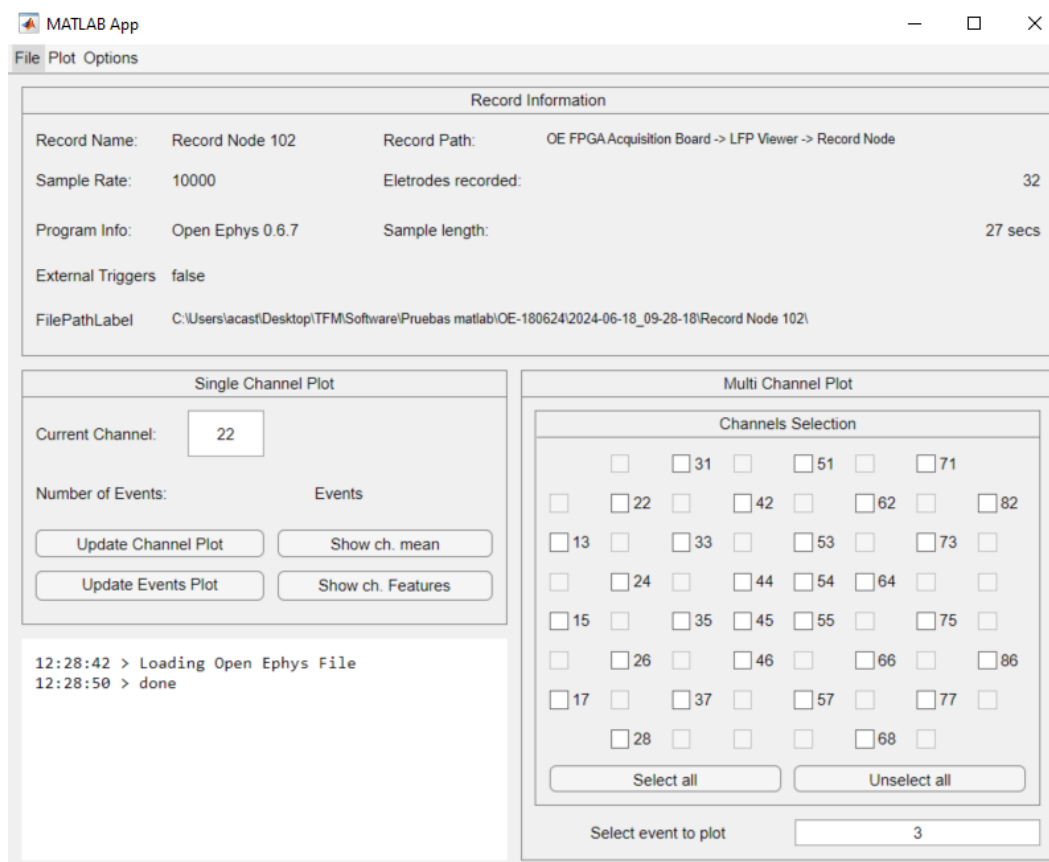 MATLAB App
File Plot Options
Record Information
Record Name: Record Node 102 Record Path: OE FPGA Acquisition Board -> LFP Viewer -> Record Node
Sample Rate: 10000 Eletrodes recorded: 32
Program Info: Open Ephys 0.6.7 Sample length: 27 secs
External Triggers false
FilePathLabel C:\Users\acast\Desktop\TFM\Software\Pruebas matlab\OE-180624\2024-06-18_09-28-18\Record Node 102\
Single Channel Plot
Current Channel: 22
Number of Events: Events
Update Channel Plot Show ch. mean
Update Events Plot Show ch. Features
12:28:42 > Loading Open Ephys File
12:28:50 > done
Multi Channel Plot
Channels Selection
31 51 71
22 42 62 82
13 33 53 73
24 44 54 64
15 35 45 55 75
26 46 66 86
17 37 57 77
28 68
Select all Unselect all
Select event to plot 3